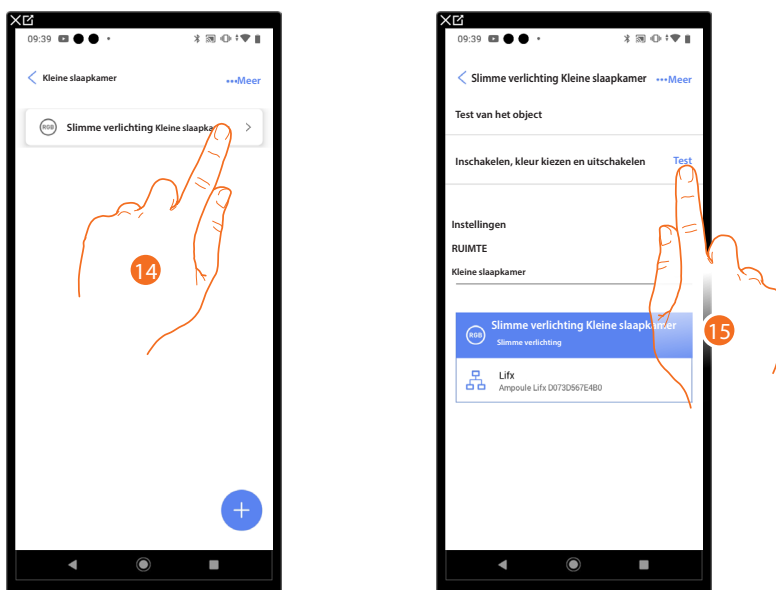 09:39
Kleine slaapkamer
•••Meer
RGB
Slimme verlichting Kleine slaapka
14
09:39
Slimme verlichting Kleine slaapkamer
•••Meer
Test van het object
Inschakelen, kleur kiezen en uitschakelen
Test
Instellingen
RUIMTE
Kleine slaapkamer
RGB
Slimme verlichting Kleine slaapkamer
Slimme verlichting
Lifx
Ampoule Lifx D073D567E4B0
15